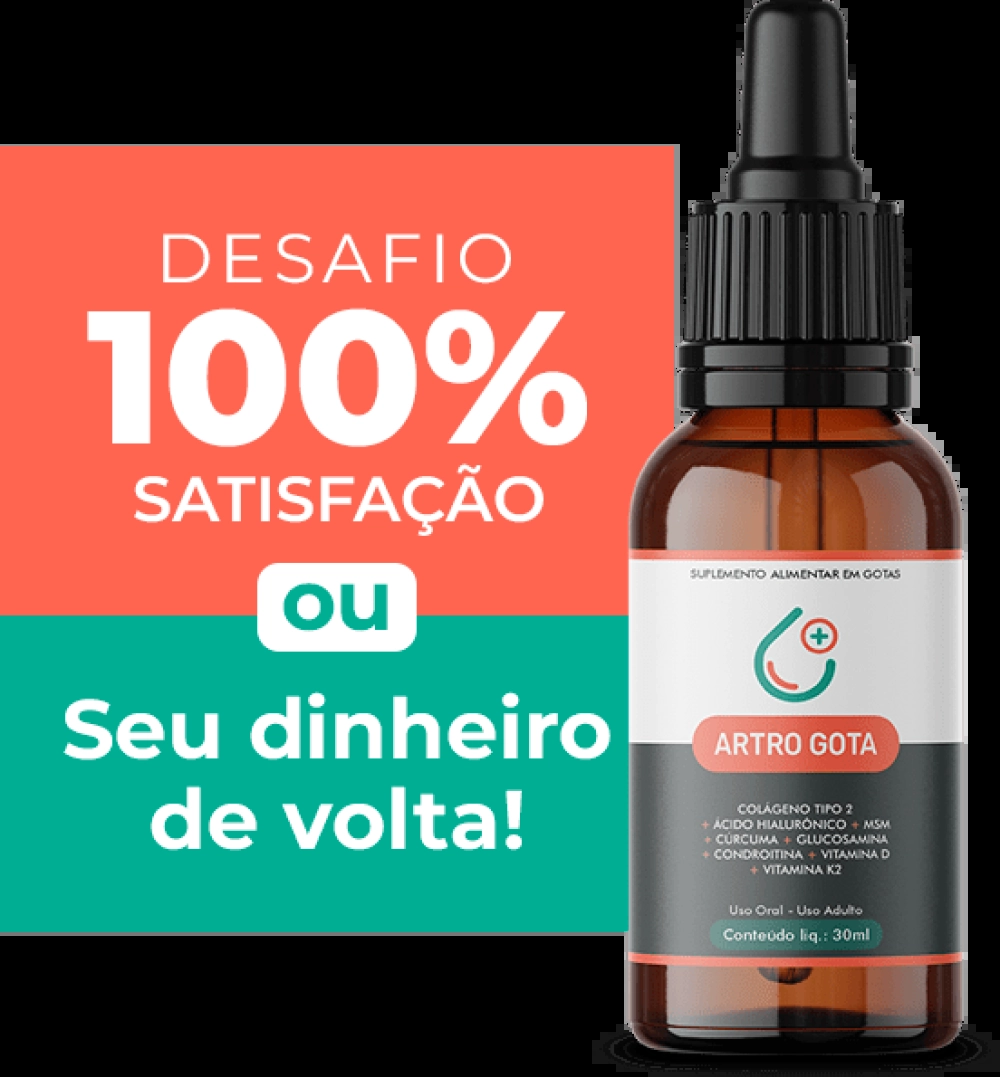 DESAFIO
100%
SATISFAÇÃO
ou
Seu dinheiro
de volta!
SUPLEMENTO ALIMENTAR EM GOTAS
ARTRO GOTA
COLÁGENO TIPO 2
+ ÁCIDO HIALURÔNICO + MSM
+ CÚRCUMA + GLUCOSAMINA
+ CONDROITINA + VITAMINA D
+ VITAMINA K2
Uso Oral - Uso Adulto
Conteúdo liq.: 30ml